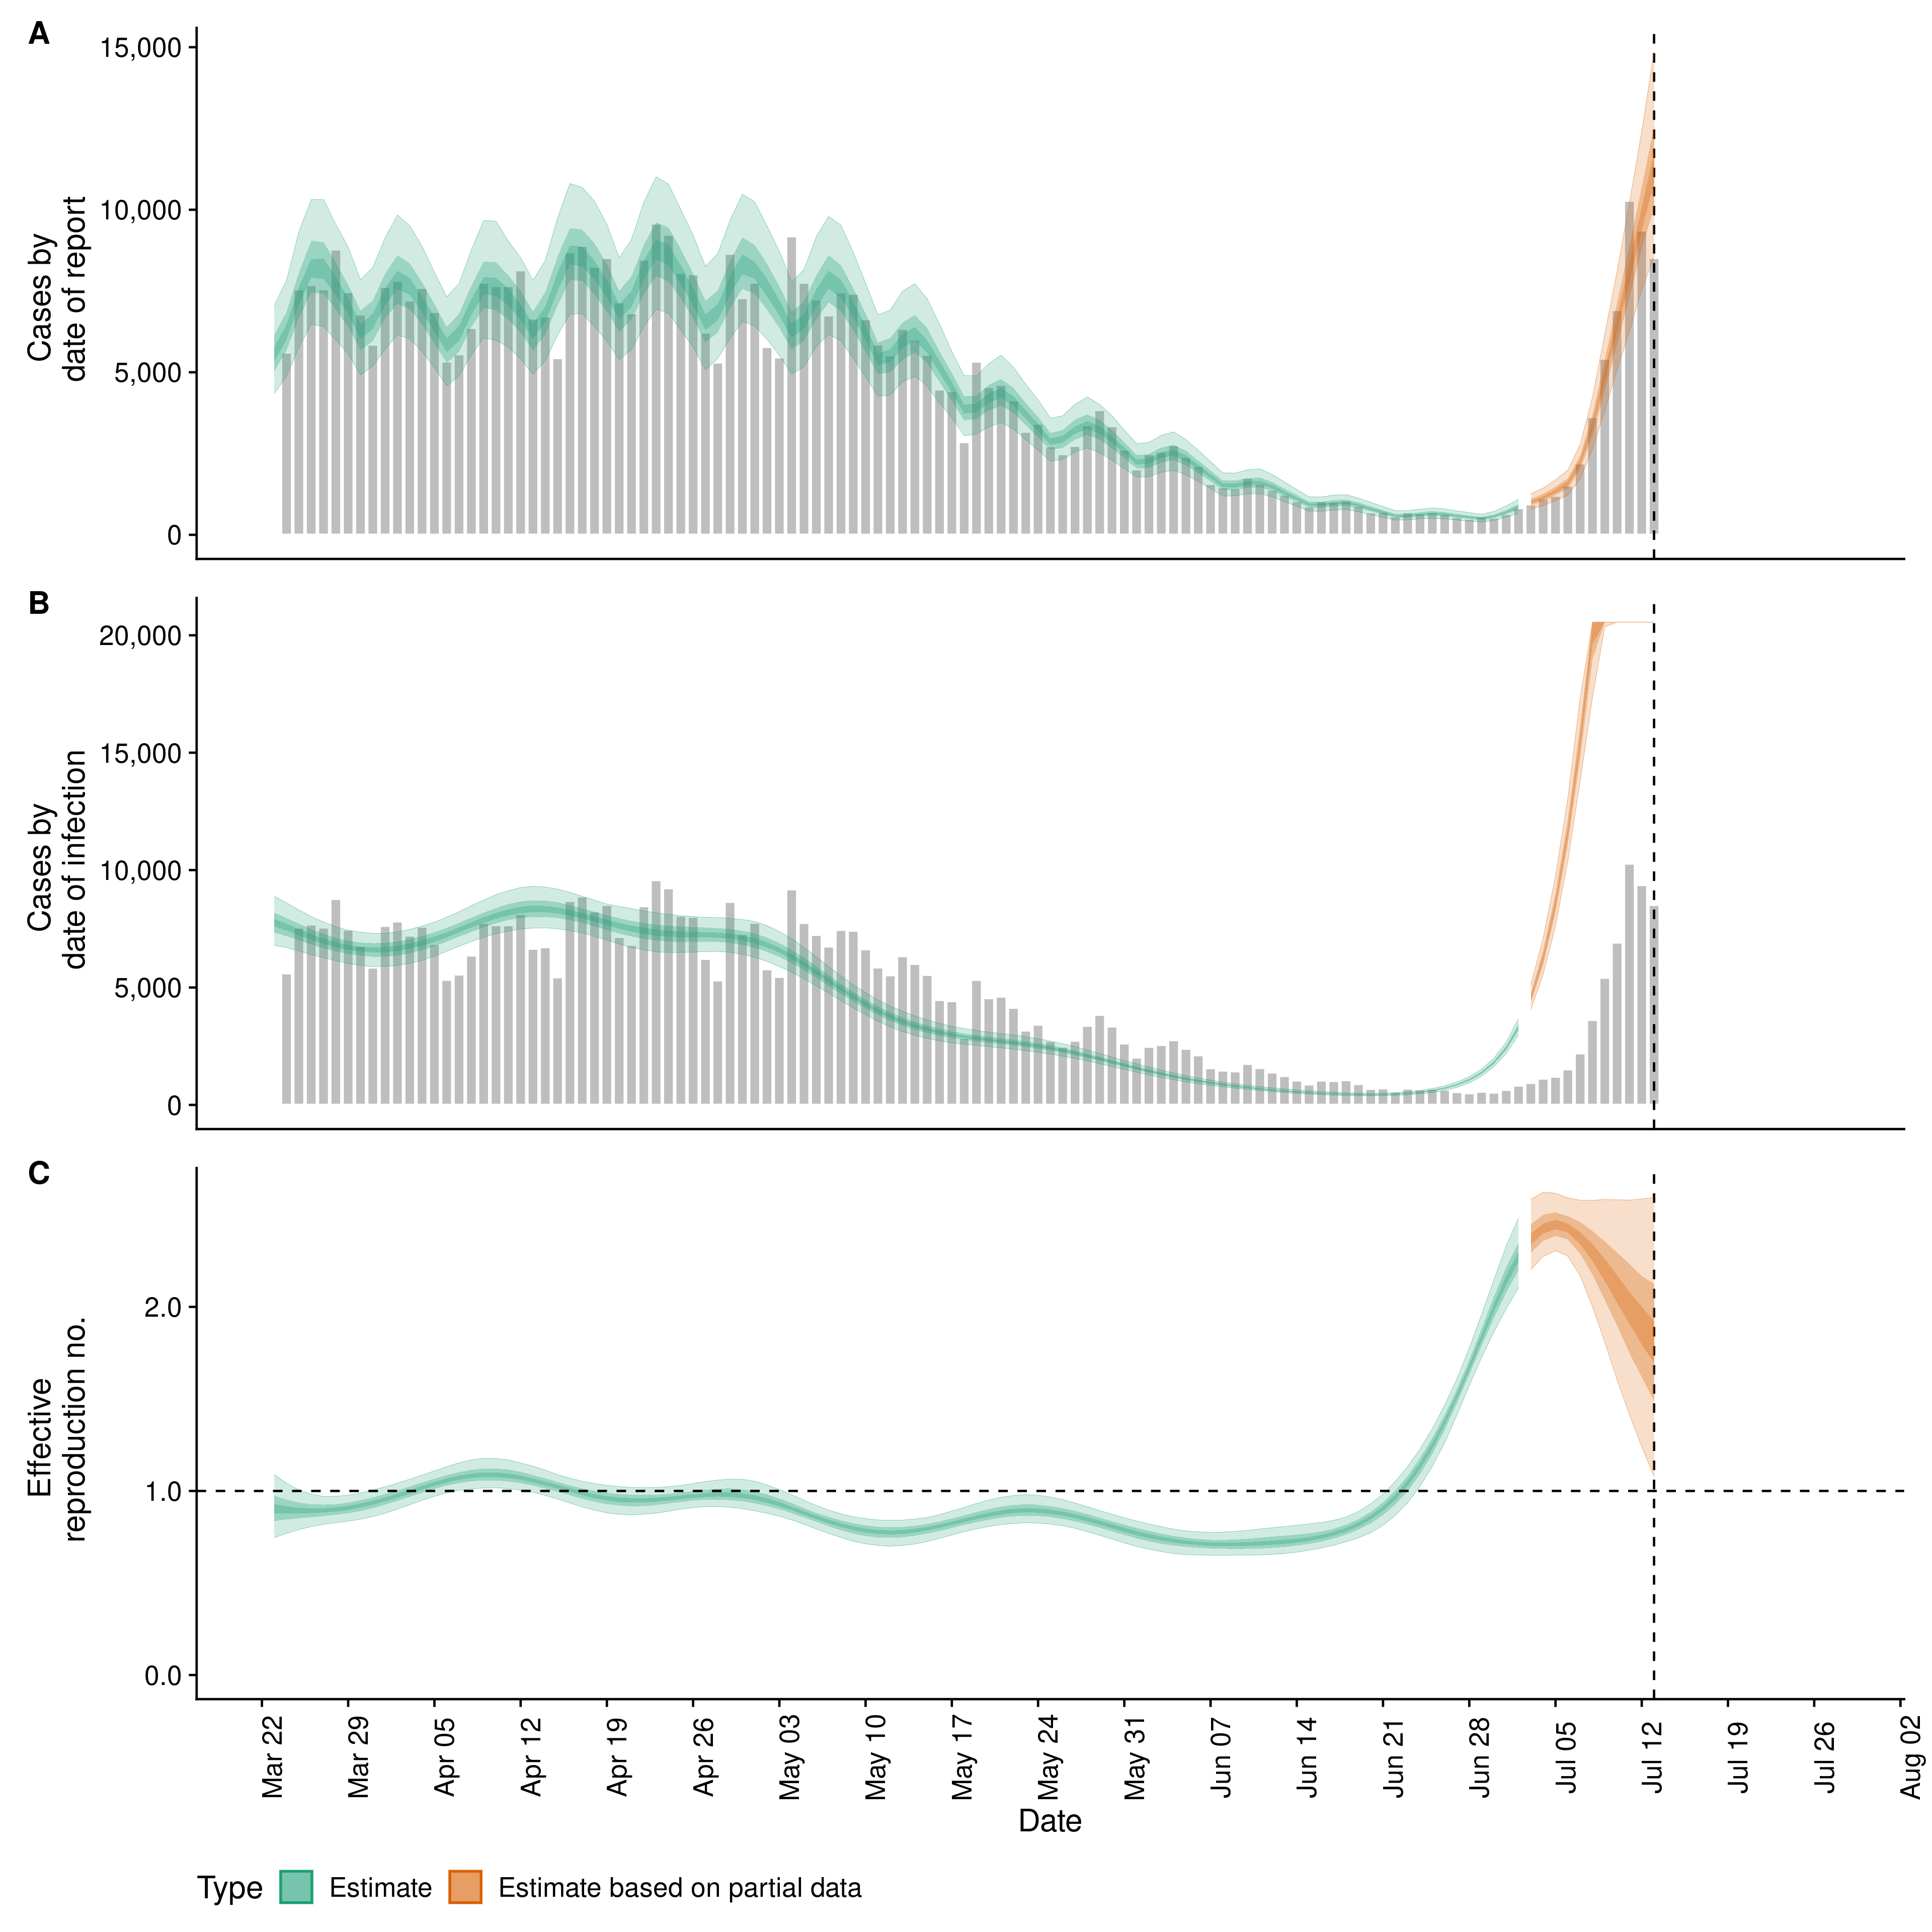 A
15,000
10,000
5,000
0
Cases by
date of report
B
20,000
15,000
10,000
5,000
0
Cases by
date of infection
C
2.0
1.0
0.0
Effective
reproduction no.
Mar 22
Mar 29
Apr 05
Apr 12
Apr 19
Apr 26
May 03
May 10
May 17
May 24
May 31
Jun 07
Jun 14
Jun 21
Jun 28
Jul 05
Jul 12
Jul 19
Jul 26
Aug 02
Date
Type Estimate Estimate based on partial data